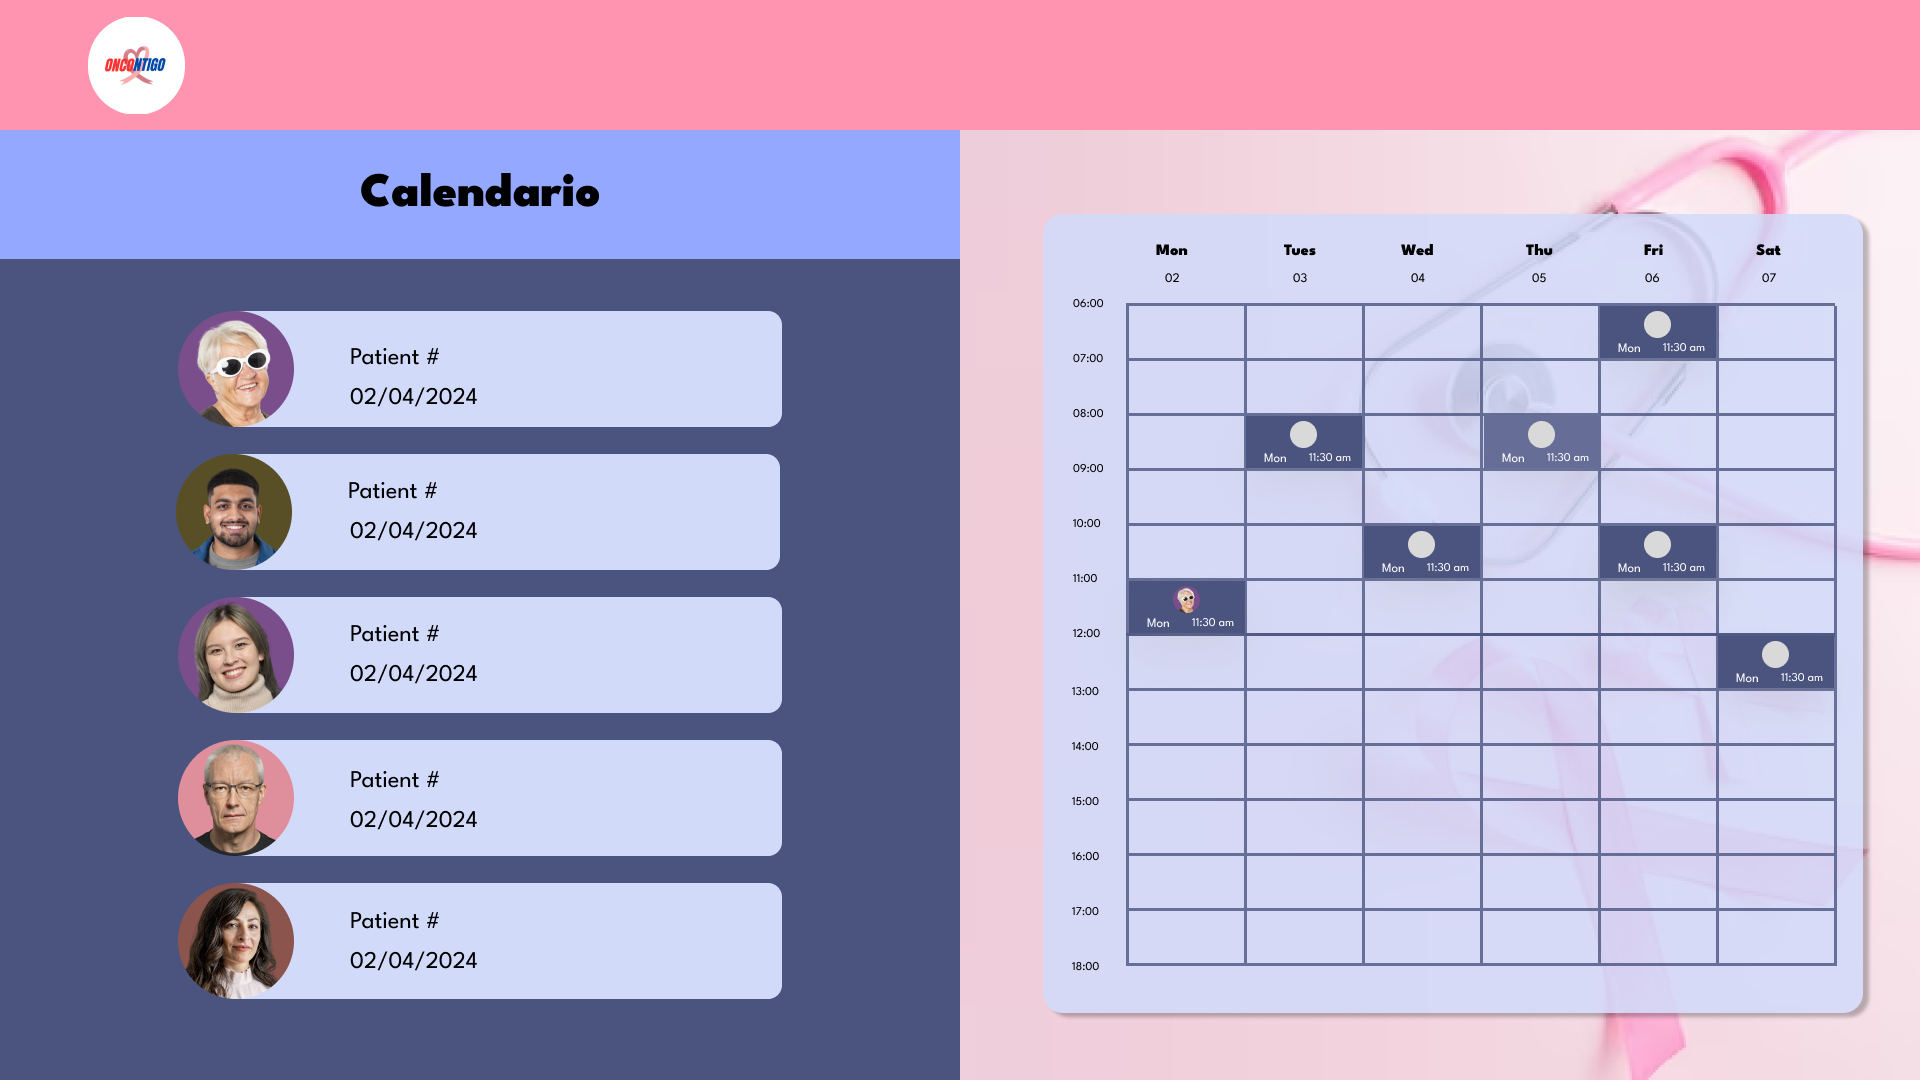 ONCONTIGO
Calendario
Patient #
02/04/2024
Patient #
02/04/2024
Patient #
02/04/2024
Patient #
02/04/2024
Patient #
02/04/2024
Mon Tues Wed Thu Fri Sat
02 03 04 05 06 07
06:00
Mon 11:30 am
07:00
08:00
Mon 11:30 am Mon 11:30 am
09:00
10:00
Mon 11:30 am Mon 11:30 am
11:00
Mon 11:30 am
12:00
Mon 11:30 am
13:00
14:00
15:00
16:00
17:00
18:00